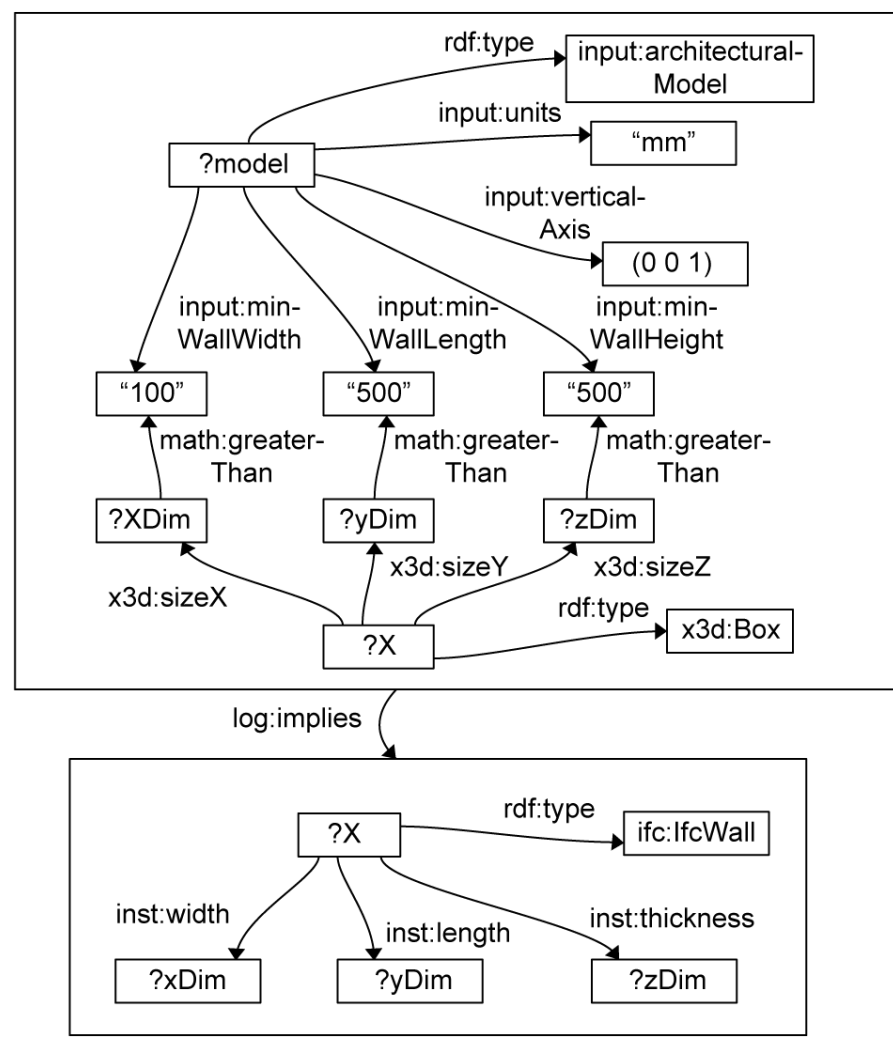 rdf:type
input:architectural-
Model
input:units
“mm”
?model
input:vertical-
Axis
(0 0 1)
input:min-
WallWidth
input:min-
WallLength
input:min-
WallHeight
“100”
“500”
“500”
math:greater-
Than
math:greater-
Than
math:greater-
Than
?XDim
?yDim
?zDim
x3d:sizeX
x3d:sizeY
x3d:sizeZ
rdf:type
?X
x3d:Box
log:implies
rdf:type
?X
ifc:IfcWall
inst:width
inst:length
inst:thickness
?xDim
?yDim
?zDim